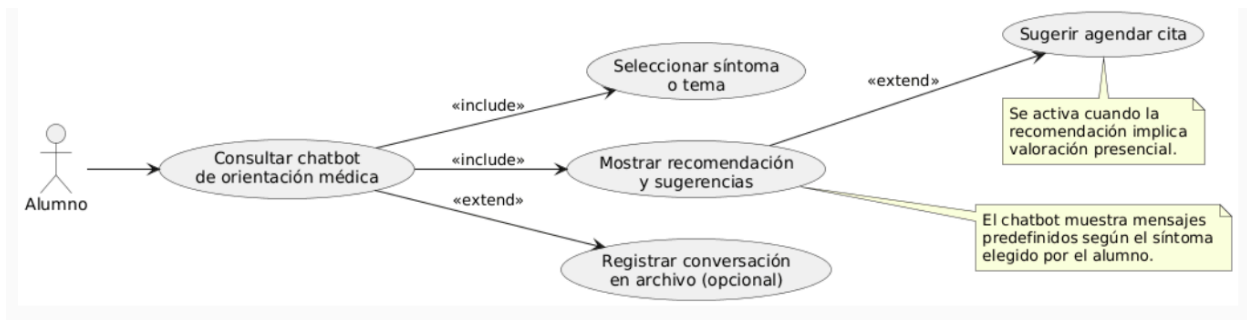 Alumno
Consultar chatbot
de orientación médica
«include»
Seleccionar síntoma
o tema
«include»
Mostrar recomendación
y sugerencias
«extend»
Registrar conversación
en archivo (opcional)
«extend»
Sugerir agendar cita
Se activa cuando la
recomendación implica
valoración presencial.
El chatbot muestra mensajes
predefinidos según el síntoma
elegido por el alumno.